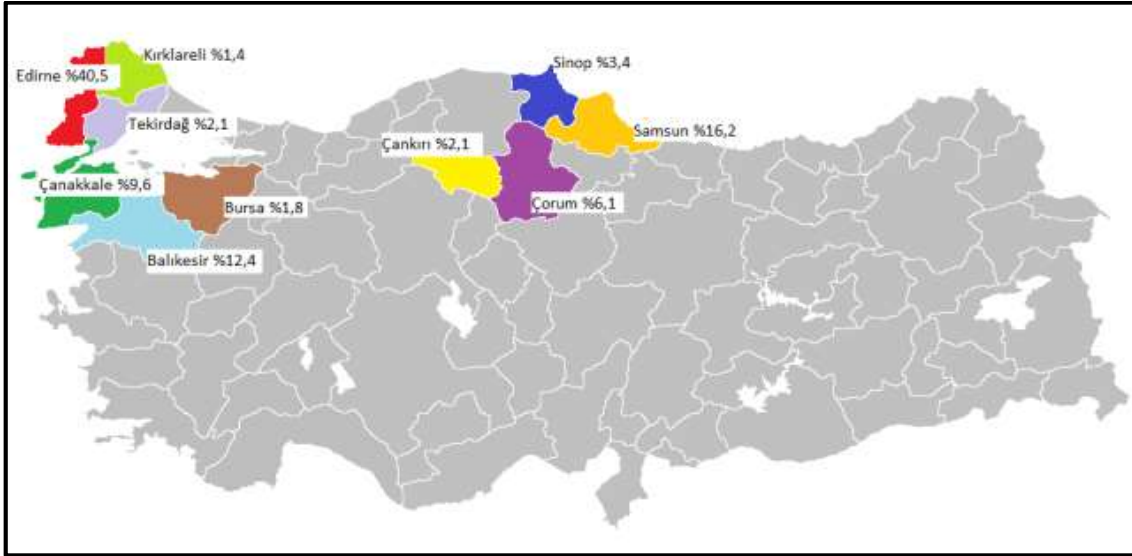 Kırklareli %1,4
Edirne %40,5
Tekirdağ %2,1
Çanakkale %9,6
Bursa %1,8
Balıkesir %12,4
Sinop %3,4
Samsun %16,2
Çankırı %2,1
Çorum %6,1